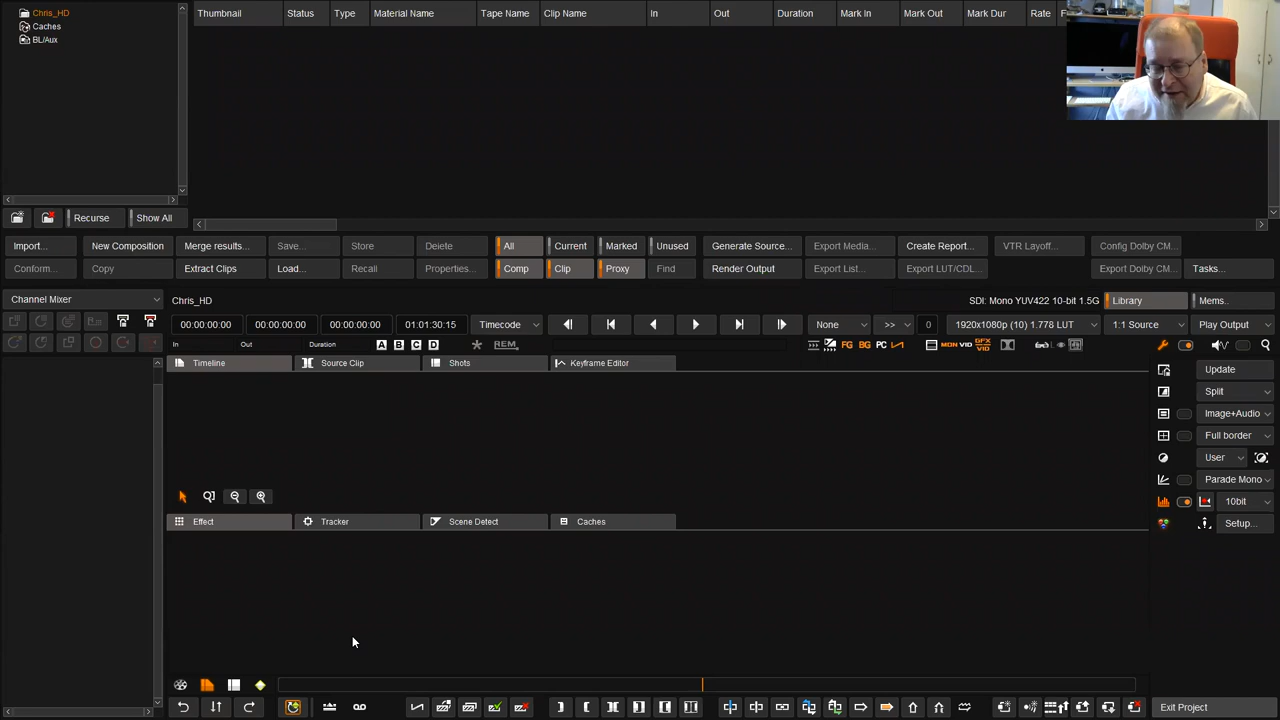 Chris_HD
Caches
BL/Aux
Thumbnail Status Type Material Name Tape Name Clip Name In Out Duration Mark In Mark Out Mark Dur Rate
Recurse Show All
Import... New Composition Merge results... Save... Store Delete All Current Marked Unused Generate Source... Export Media... Create Report... VTR Layoff... Config Dolby CM...
Conform... Copy Extract Clips Load... Recall Properties... Comp Clip Proxy Find Render Output Export List... Export LUT/CDL... Export Dolby CM... Tasks...
Channel Mixer Chris_HD SDI: Mono YUV422 10-bit 1.5G Library Mems..
00:00:00:00 00:00:00:00 00:00:00:00 01:01:30:15 Timecode None >> 0 1920x1080p (10) 1.778 LUT 1:1 Source Play Output
In Out Duration A B C D REM FG BG PC MON VID GFX VID
Timeline Source Clip Shots Keyframe Editor
Update
Split
Image+Audio
Full border
User
Parade Mono
10bit
Setup...
Effect Tracker Scene Detect Caches
Exit Project